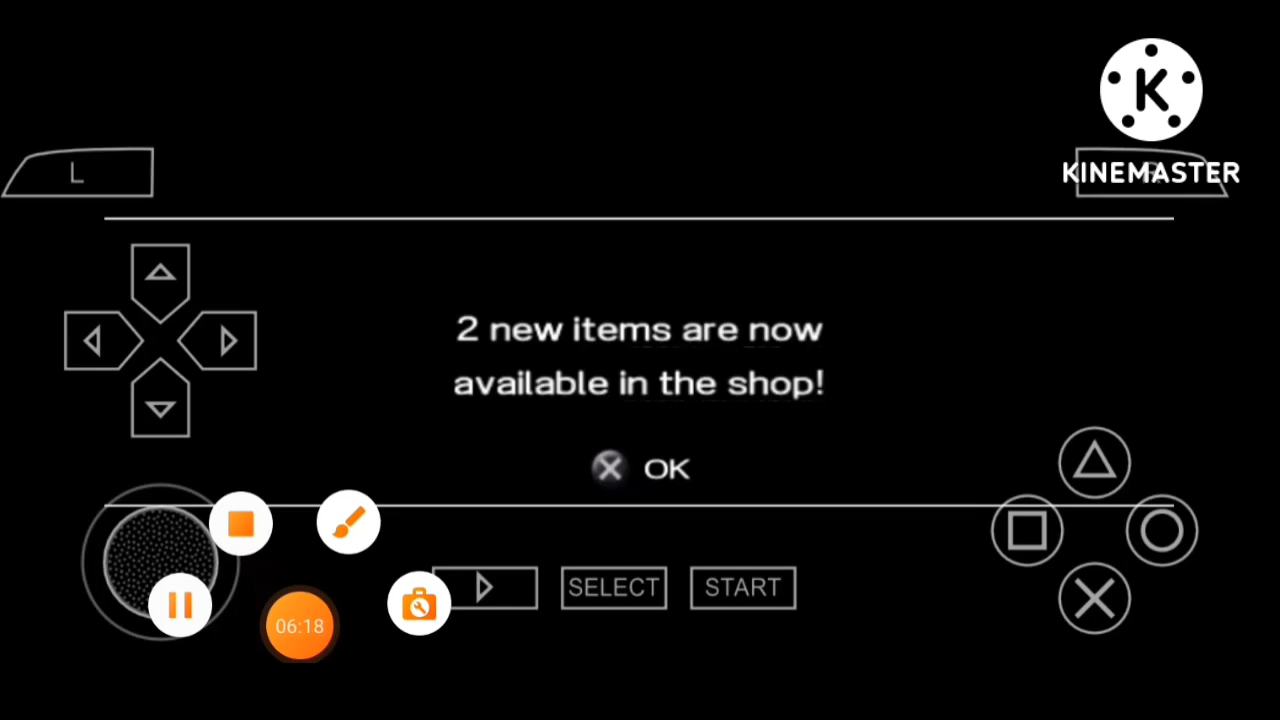 K
KINEMASTER
L
R
2 new items are now
available in the shop!
OK
SELECT
START
06:18